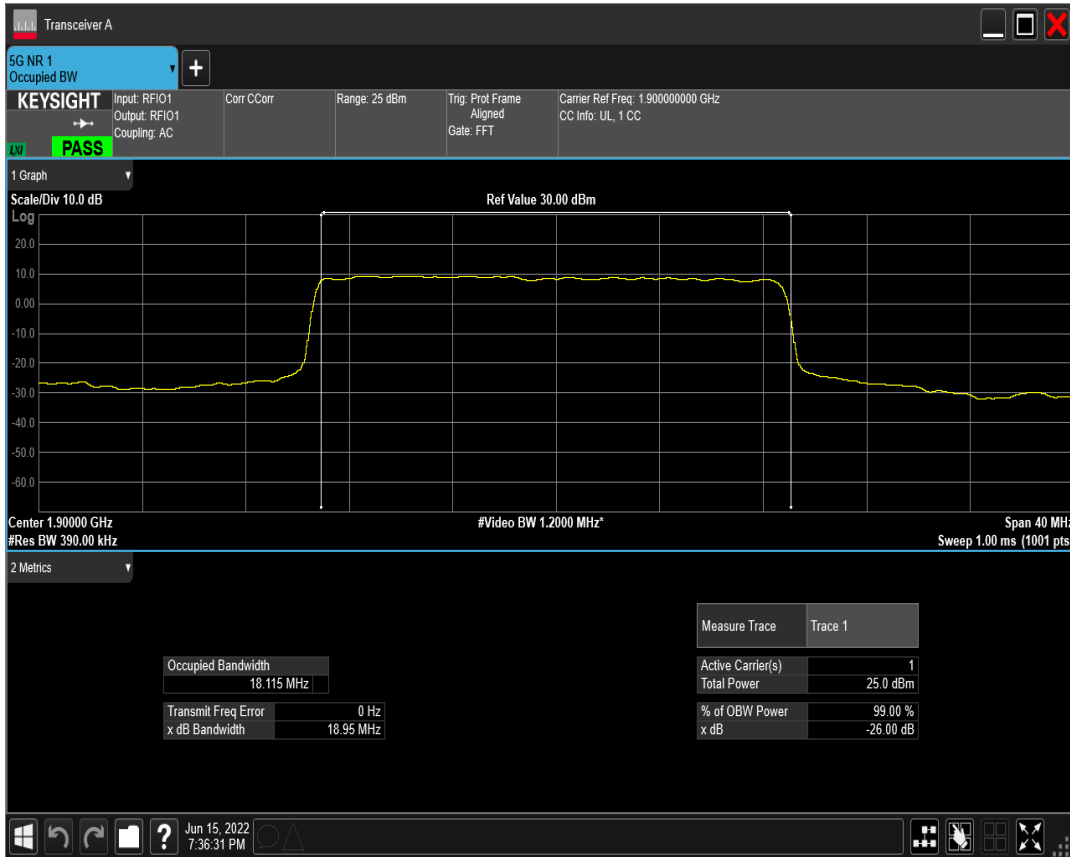 Transceiver A
5G NR 1
Occupied BW
KEYSIGHT
LXI
PASS
Input: RFIO1
Output: RFIO1
Coupling: AC
Corr CCorr
Range: 25 dBm
Trig: Prot Frame
Aligned
Gate: FFT
Carrier Ref Freq: 1.900000000 GHz
CC Info: UL, 1 CC
1 Graph
Scale/Div 10.0 dB
Ref Value 30.00 dBm
Log
20.0
10.0
0.00
-10.0
-20.0
-30.0
-40.0
-50.0
-60.0
Center 1.90000 GHz
#Video BW 1.2000 MHz*
Span 40 MHz
#Res BW 390.00 kHz
Sweep 1.00 ms (1001 pts
2 Metrics
Measure Trace Trace 1
Occupied Bandwidth
18.115 MHz
Active Carrier(s) 1
Total Power 25.0 dBm
Transmit Freq Error 0 Hz
x dB Bandwidth 18.95 MHz
% of OBW Power 99.00 %
x dB -26.00 dB
?
Jun 15, 2022
7:36:31 PM